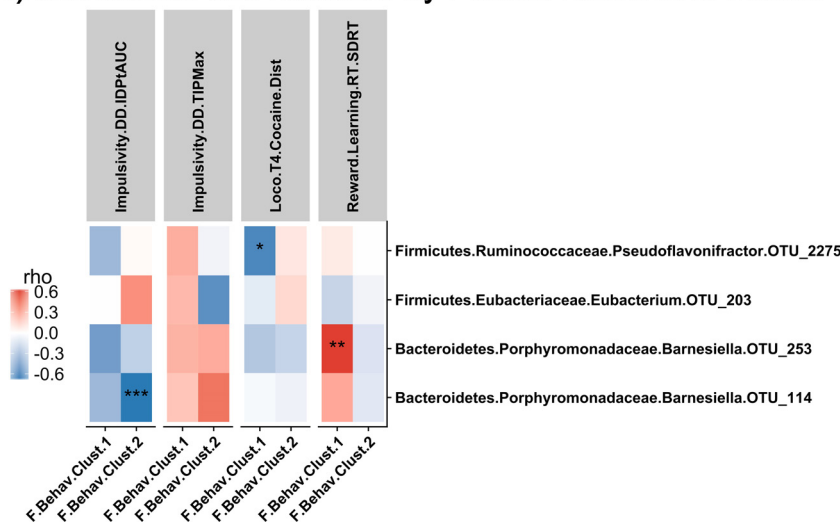 Impulsivity.DD.IDPtAUC
Impulsivity.DD.TIPMax
Loco.T4.Cocaine.Dist
Reward.Learning.RT.SDRT
*
Firmicutes.Ruminococcaceae.Pseudoflavonifractor.OTU_2275
Firmicutes.Eubacteriaceae.Eubacterium.OTU_203
**
Bacteroidetes.Porphyromonadaceae.Barnesiella.OTU_253
***
Bacteroidetes.Porphyromonadaceae.Barnesiella.OTU_114
rho
0.6
0.3
0.0
-0.3
-0.6
F.Behav.Clust.1
F.Behav.Clust.2
F.Behav.Clust.1
F.Behav.Clust.2
F.Behav.Clust.1
F.Behav.Clust.2
F.Behav.Clust.1
F.Behav.Clust.2